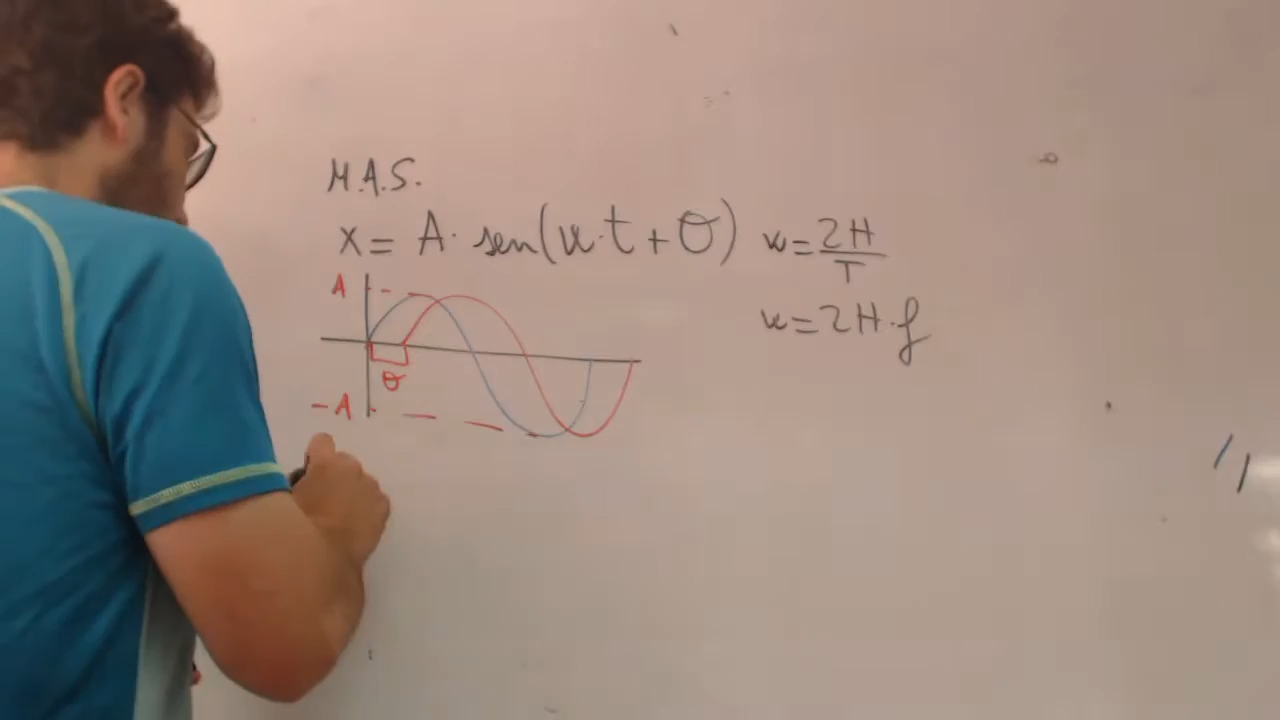 M.A.S.
x = A· sen(w·t + θ)
w = 2π/T
w = 2π·f
A
θ
-A